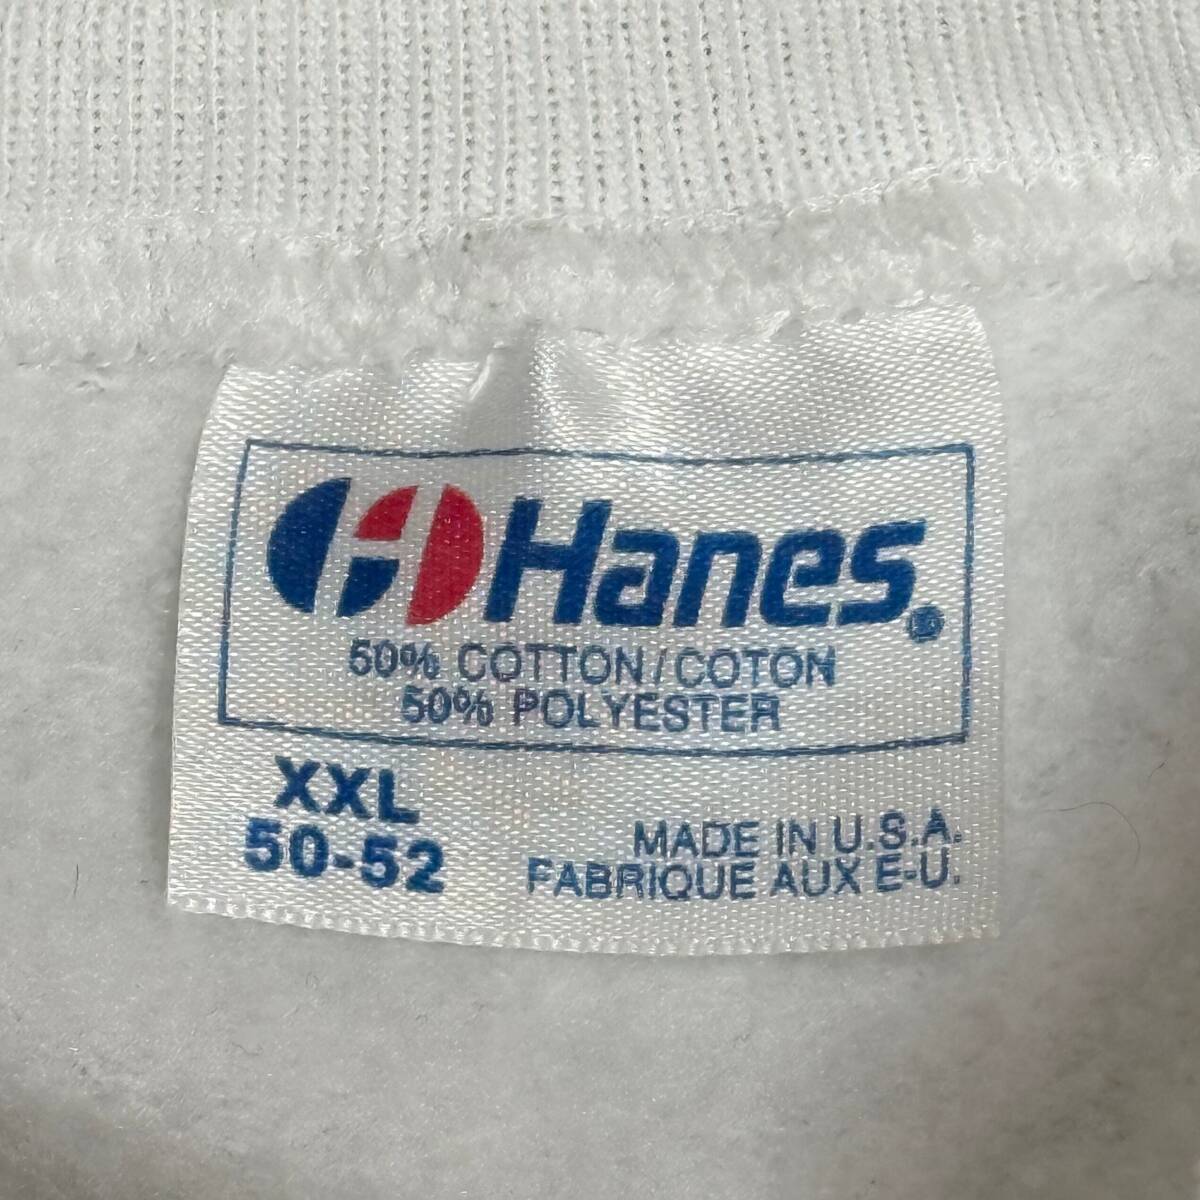 Hanes®
50% COTTON/COTON
50% POLYESTER
XXL
50-52
MADE IN U.S.A.
FABRIQUE AUX E-U.